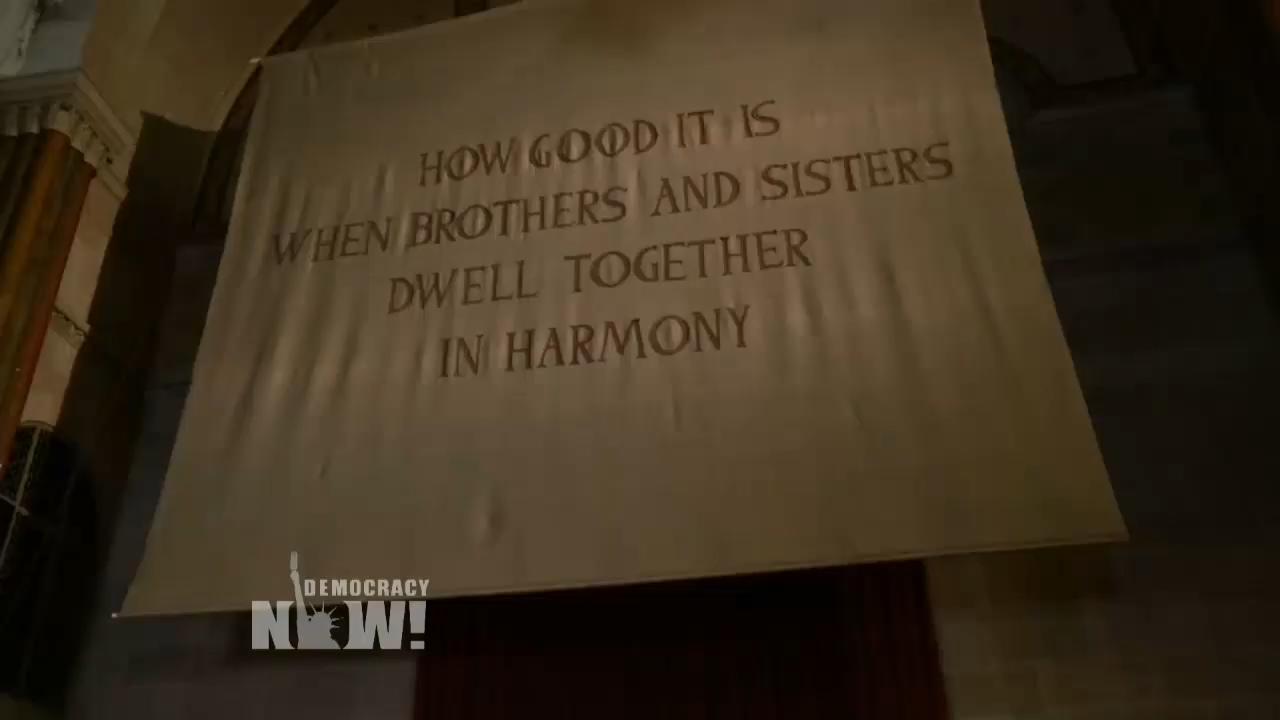 HOW GOOD IT IS
WHEN BROTHERS AND SISTERS
DWELL TOGETHER
IN HARMONY
DEMOCRACY
NOW!